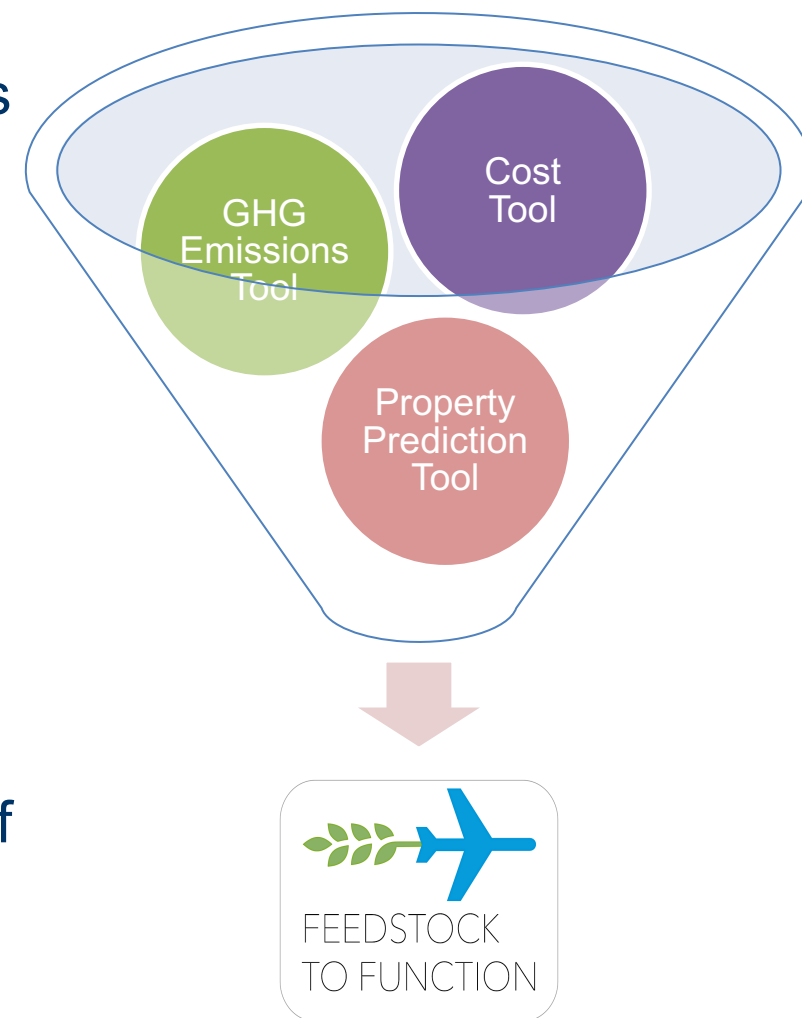 s
GHG
Emissions
Tool
Cost
Tool
Property
Prediction
Tool
f
FEEDSTOCK
TO FUNCTION